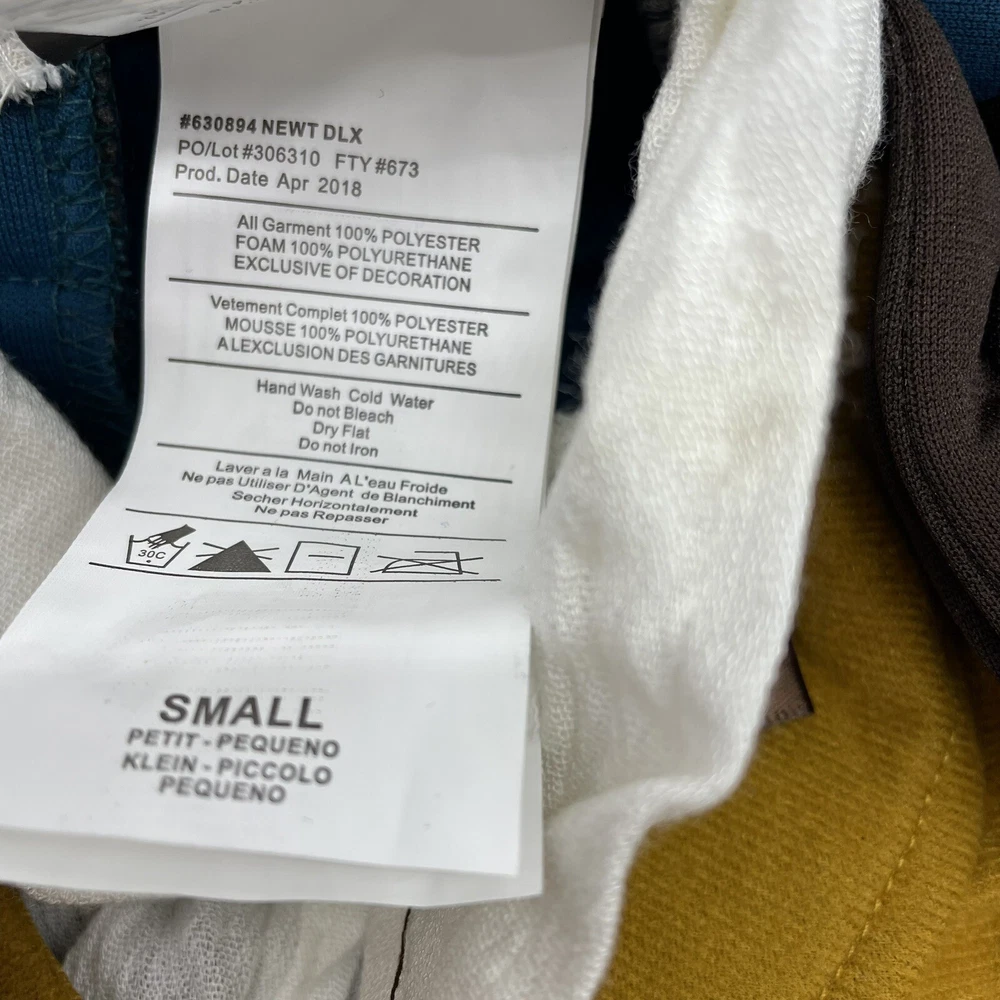 #630894 NEWT DLX
PO/Lot #306310 FTY #673
Prod. Date Apr 2018
All Garment 100% POLYESTER
FOAM 100% POLYURETHANE
EXCLUSIVE OF DECORATION
Vetement Complet 100% POLYESTER
MOUSSE 100% POLYURETHANE
A LEXCLUSION DES GARNITURES
Hand Wash Cold Water
Do not Bleach
Dry Flat
Do not Iron
Laver a la Main A L'eau Froide
Ne pas Utiliser D'Agent de Blanchiment
Secher Horizontalement
Ne pas Repasser
30C
SMALL
PETIT - PEQUENO
KLEIN - PICCOLO
PEQUENO